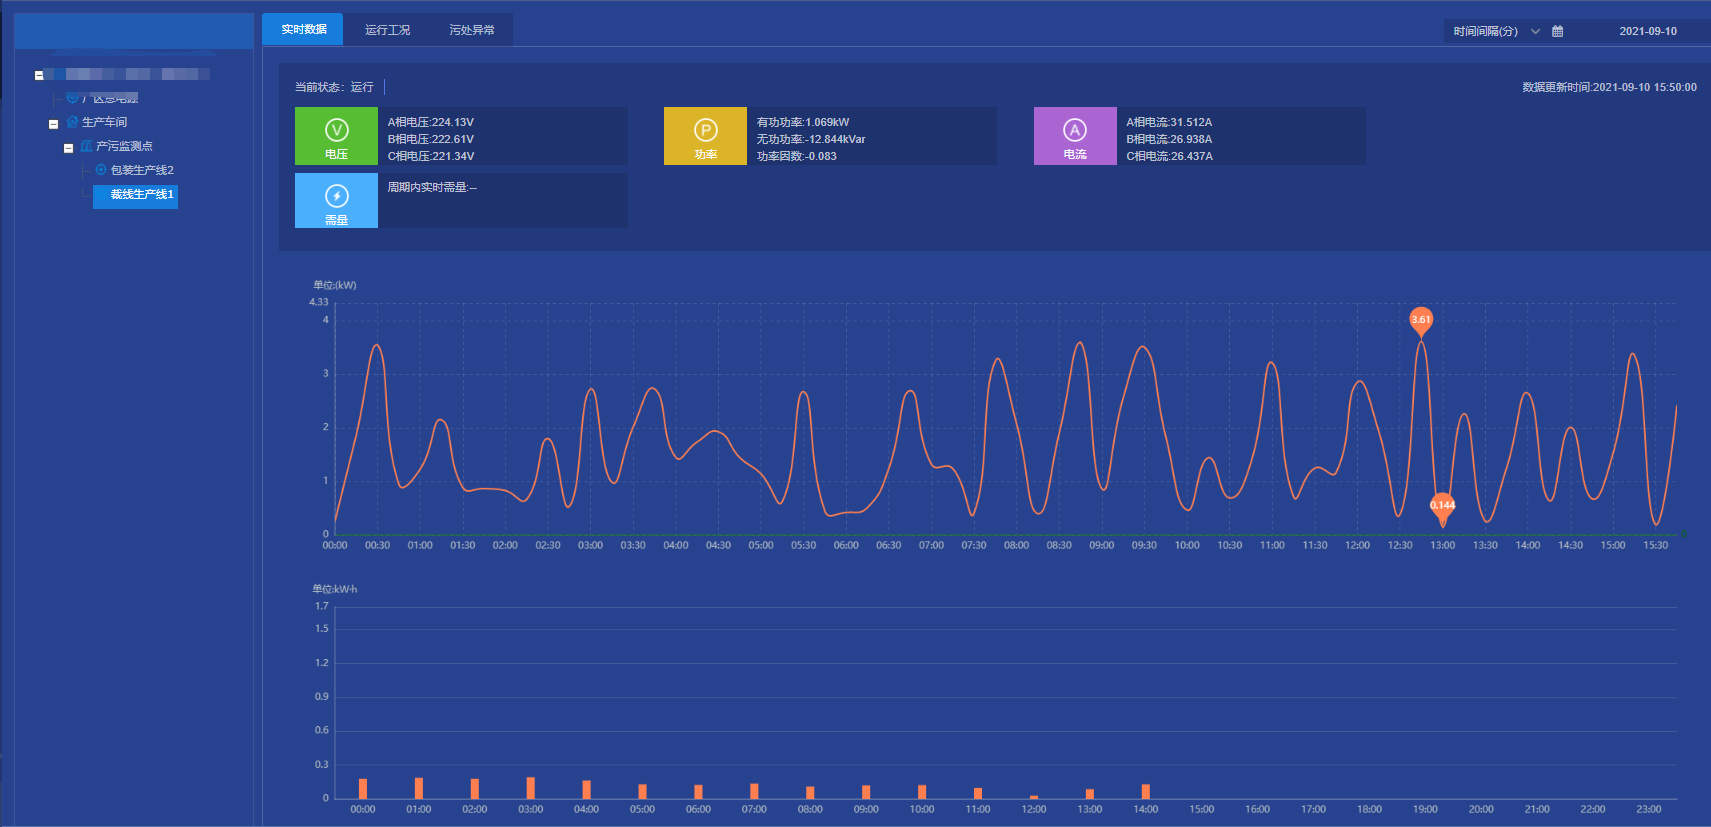 实时数据 运行工况 污处异常
时间间隔(分) 2021-09-10
生产车间
产污监测点
包装生产线2
裁线生产线1
当前状态: 运行
数据更新时间:2021-09-10 15:50:00
电压
A相电压:224.13V
B相电压:222.61V
C相电压:221.34V
功率
有功功率:1.069kW
无功功率:-12.844kVar
功率因数:-0.083
电流
A相电流:31.512A
B相电流:26.938A
C相电流:26.437A
需量
周期内实时需量:--
单位:(kW)
4.33
4
3
2
1
0
3.61
0.144
0
00:00 00:30 01:00 01:30 02:00 02:30 03:00 03:30 04:00 04:30 05:00 05:30 06:00 06:30 07:00 07:30 08:00 08:30 09:00 09:30 10:00 10:30 11:00 11:30 12:00 12:30 13:00 13:30 14:00 14:30 15:00 15:30
单位:kW·h
1.7
1.5
1.2
0.9
0.6
0.3
0
00:00 01:00 02:00 03:00 04:00 05:00 06:00 07:00 08:00 09:00 10:00 11:00 12:00 13:00 14:00 15:00 16:00 17:00 18:00 19:00 20:00 21:00 22:00 23:00